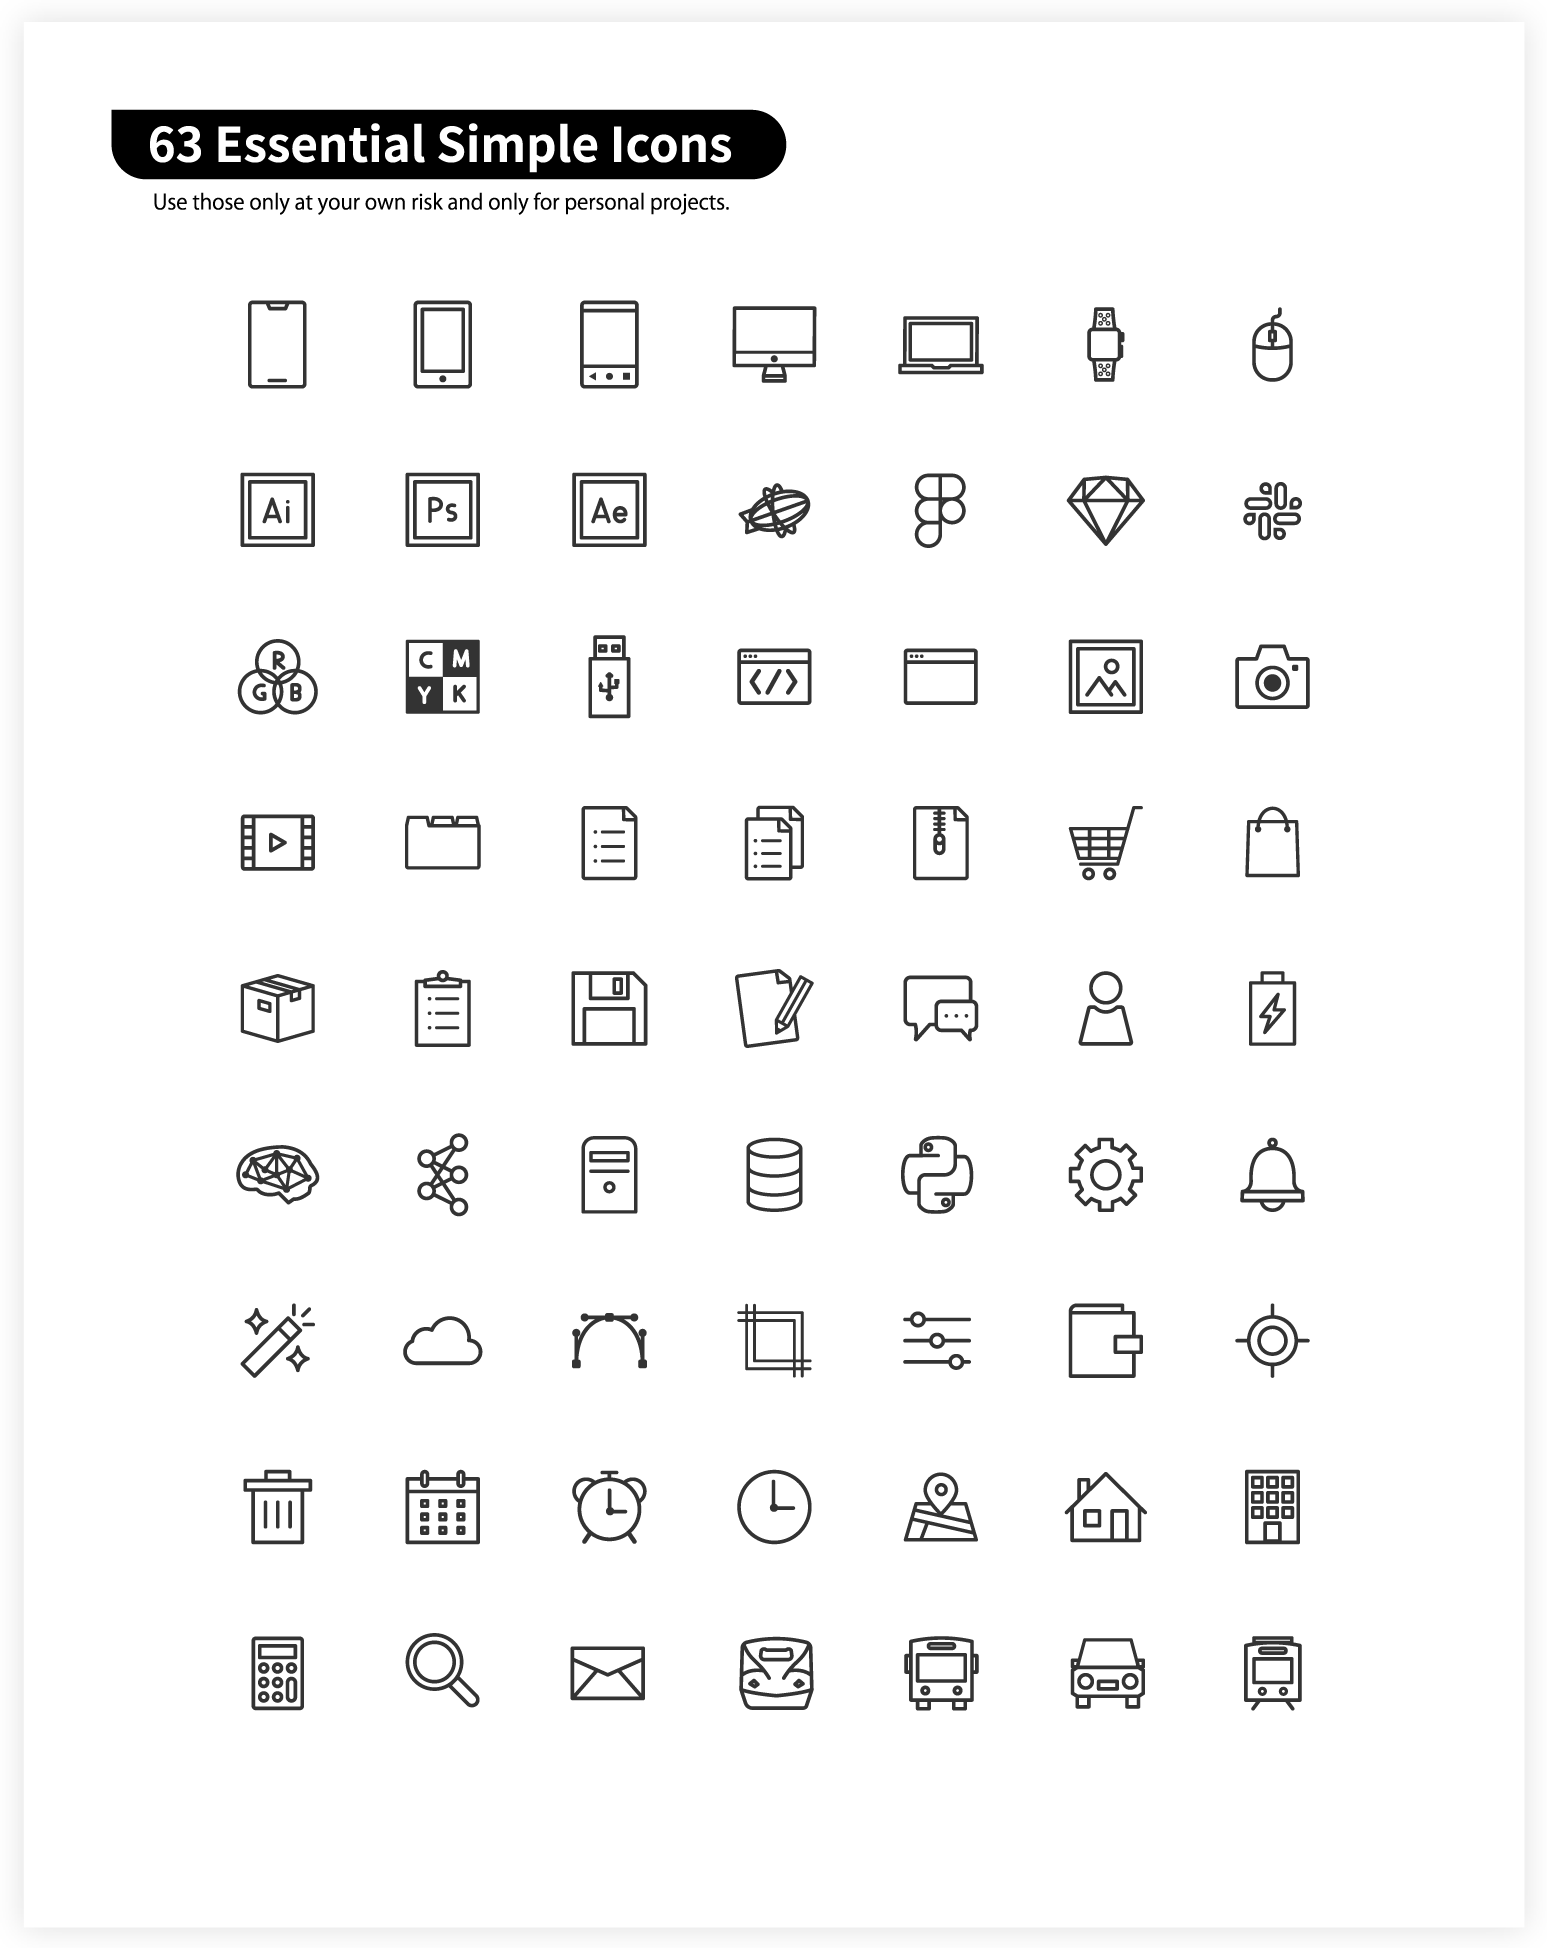 63 Essential Simple Icons
Use those only at your own risk and only for personal projects.
Ai Ps Ae
R
G B
C M
Y K